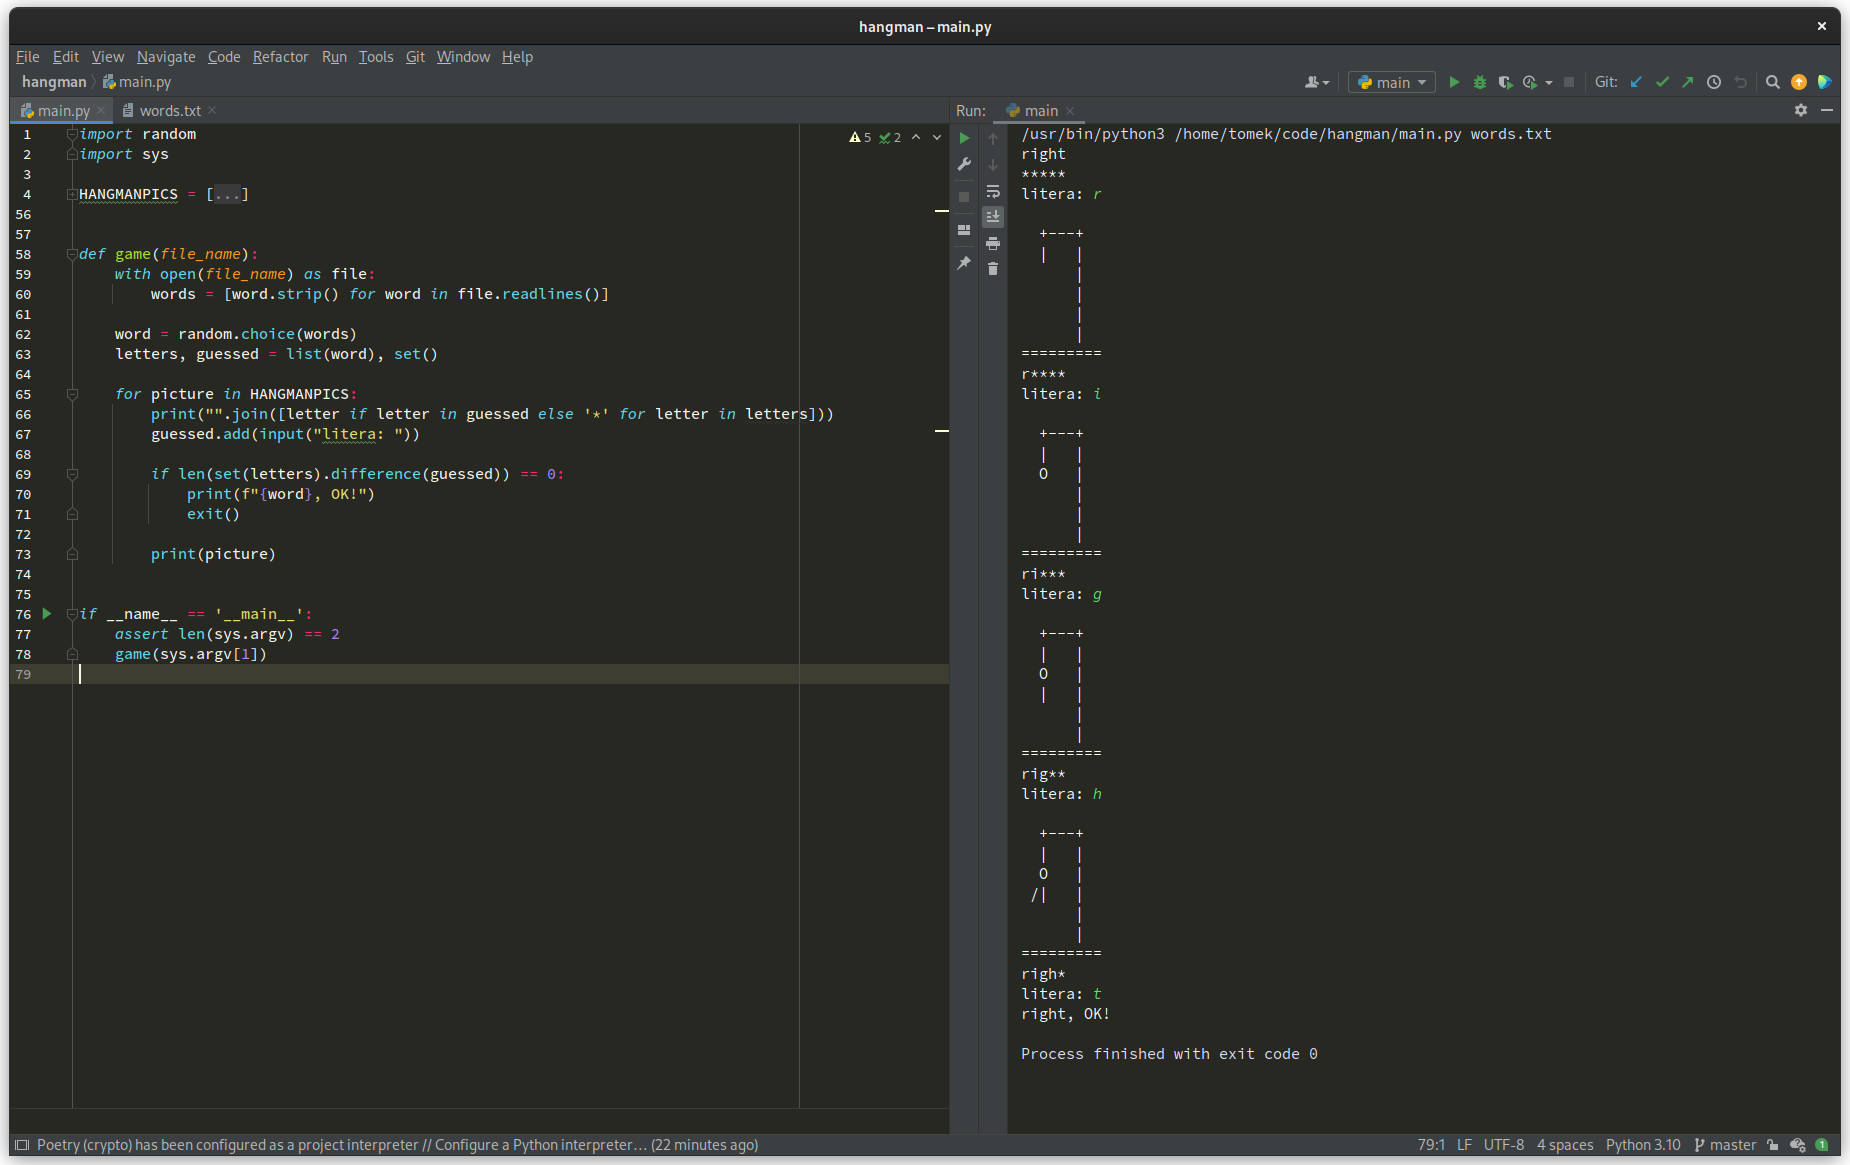 hangman – main.py
File Edit View Navigate Code Refactor Run Tools Git Window Help
hangman main.py
main Git:
main.py words.txt
Run: main
5 2
1 import random
2 import sys
3
4 HANGMANPICS = [...]
56
57
58 def game(file_name):
59     with open(file_name) as file:
60         words = [word.strip() for word in file.readlines()]
61
62     word = random.choice(words)
63     letters, guessed = list(word), set()
64
65     for picture in HANGMANPICS:
66         print("".join([letter if letter in guessed else '*' for letter in letters]))
67         guessed.add(input("litera: "))
68
69         if len(set(letters).difference(guessed)) == 0:
70             print(f"{word}, OK!")
71             exit()
72
73         print(picture)
74
75
76 if __name__ == '__main__':
77     assert len(sys.argv) == 2
78     game(sys.argv[1])
79
/usr/bin/python3 /home/tomek/code/hangman/main.py words.txt
right
*****
litera: r

  +---+
  |   |
      |
      |
      |
      |
=========
r****
litera: i

  +---+
  |   |
  O   |
      |
      |
      |
=========
ri***
litera: g

  +---+
  |   |
  O   |
  |   |
      |
      |
=========
rig**
litera: h

  +---+
  |   |
  O   |
 /|   |
      |
      |
=========
righ*
litera: t
right, OK!

Process finished with exit code 0
Poetry (crypto) has been configured as a project interpreter // Configure a Python interpreter... (22 minutes ago)
79:1 LF UTF-8 4 spaces Python 3.10 master 1